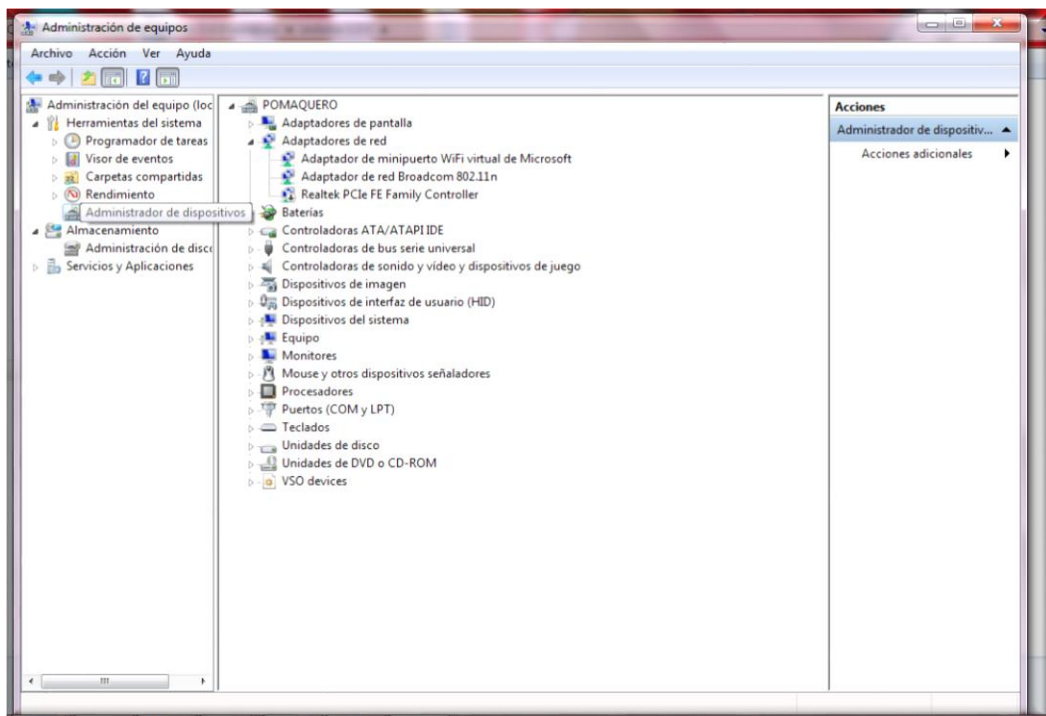 Administración de equipos
Archivo Acción Ver Ayuda
Administración del equipo (loc
Herramientas del sistema
Programador de tareas
Visor de eventos
Carpetas compartidas
Rendimiento
Administrador de dispositivos
Almacenamiento
Administración de disco
Servicios y Aplicaciones
POMAQUERO
Adaptadores de pantalla
Adaptadores de red
Adaptador de minipuerto WiFi virtual de Microsoft
Adaptador de red Broadcom 802.11n
Realtek PCIe FE Family Controller
Baterías
Controladoras ATA/ATAPI IDE
Controladoras de bus serie universal
Controladoras de sonido y vídeo y dispositivos de juego
Dispositivos de imagen
Dispositivos de interfaz de usuario (HID)
Dispositivos del sistema
Equipo
Monitores
Mouse y otros dispositivos señaladores
Procesadores
Puertos (COM y LPT)
Teclados
Unidades de disco
Unidades de DVD o CD-ROM
VSO devices
Acciones
Administrador de dispositiv...
Acciones adicionales